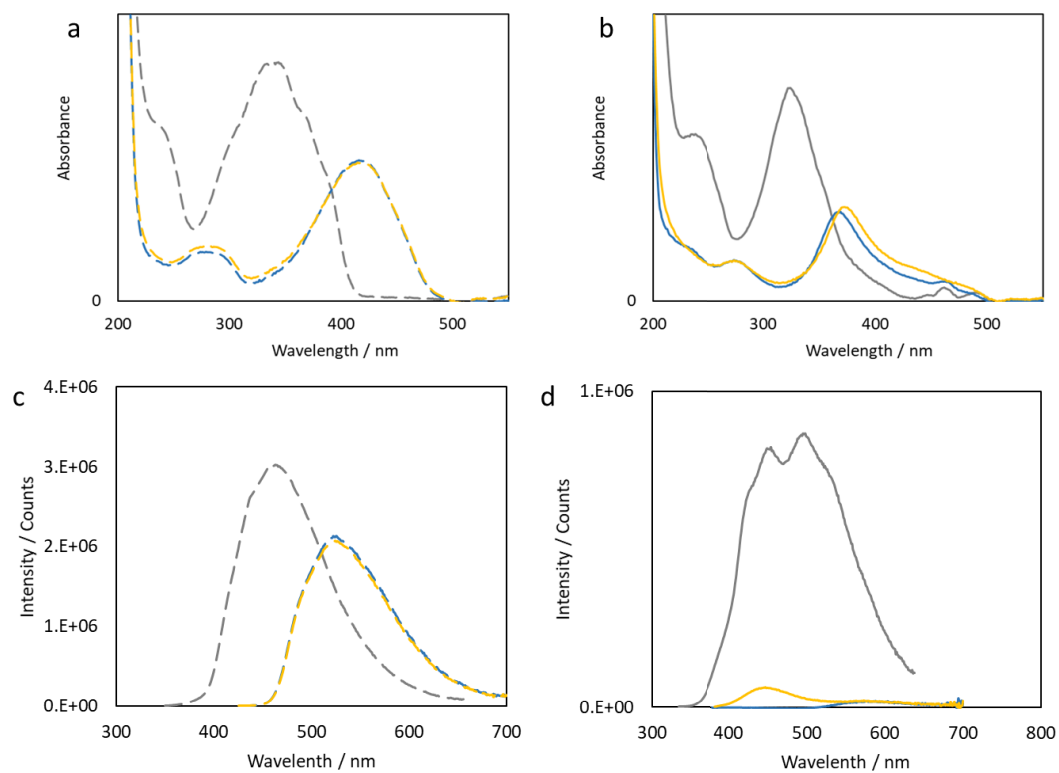 a
Absorbance
0
200 300 400 500
Wavelength / nm
b
Absorbance
0
200 300 400 500
Wavelength / nm
c
4.E+06
3.E+06
2.E+06
1.E+06
0.E+00
Intensity / Counts
300 400 500 600 700
Wavelenth / nm
d
1.E+06
0.E+00
Intensity / Counts
300 400 500 600 700 800
Wavelenth / nm